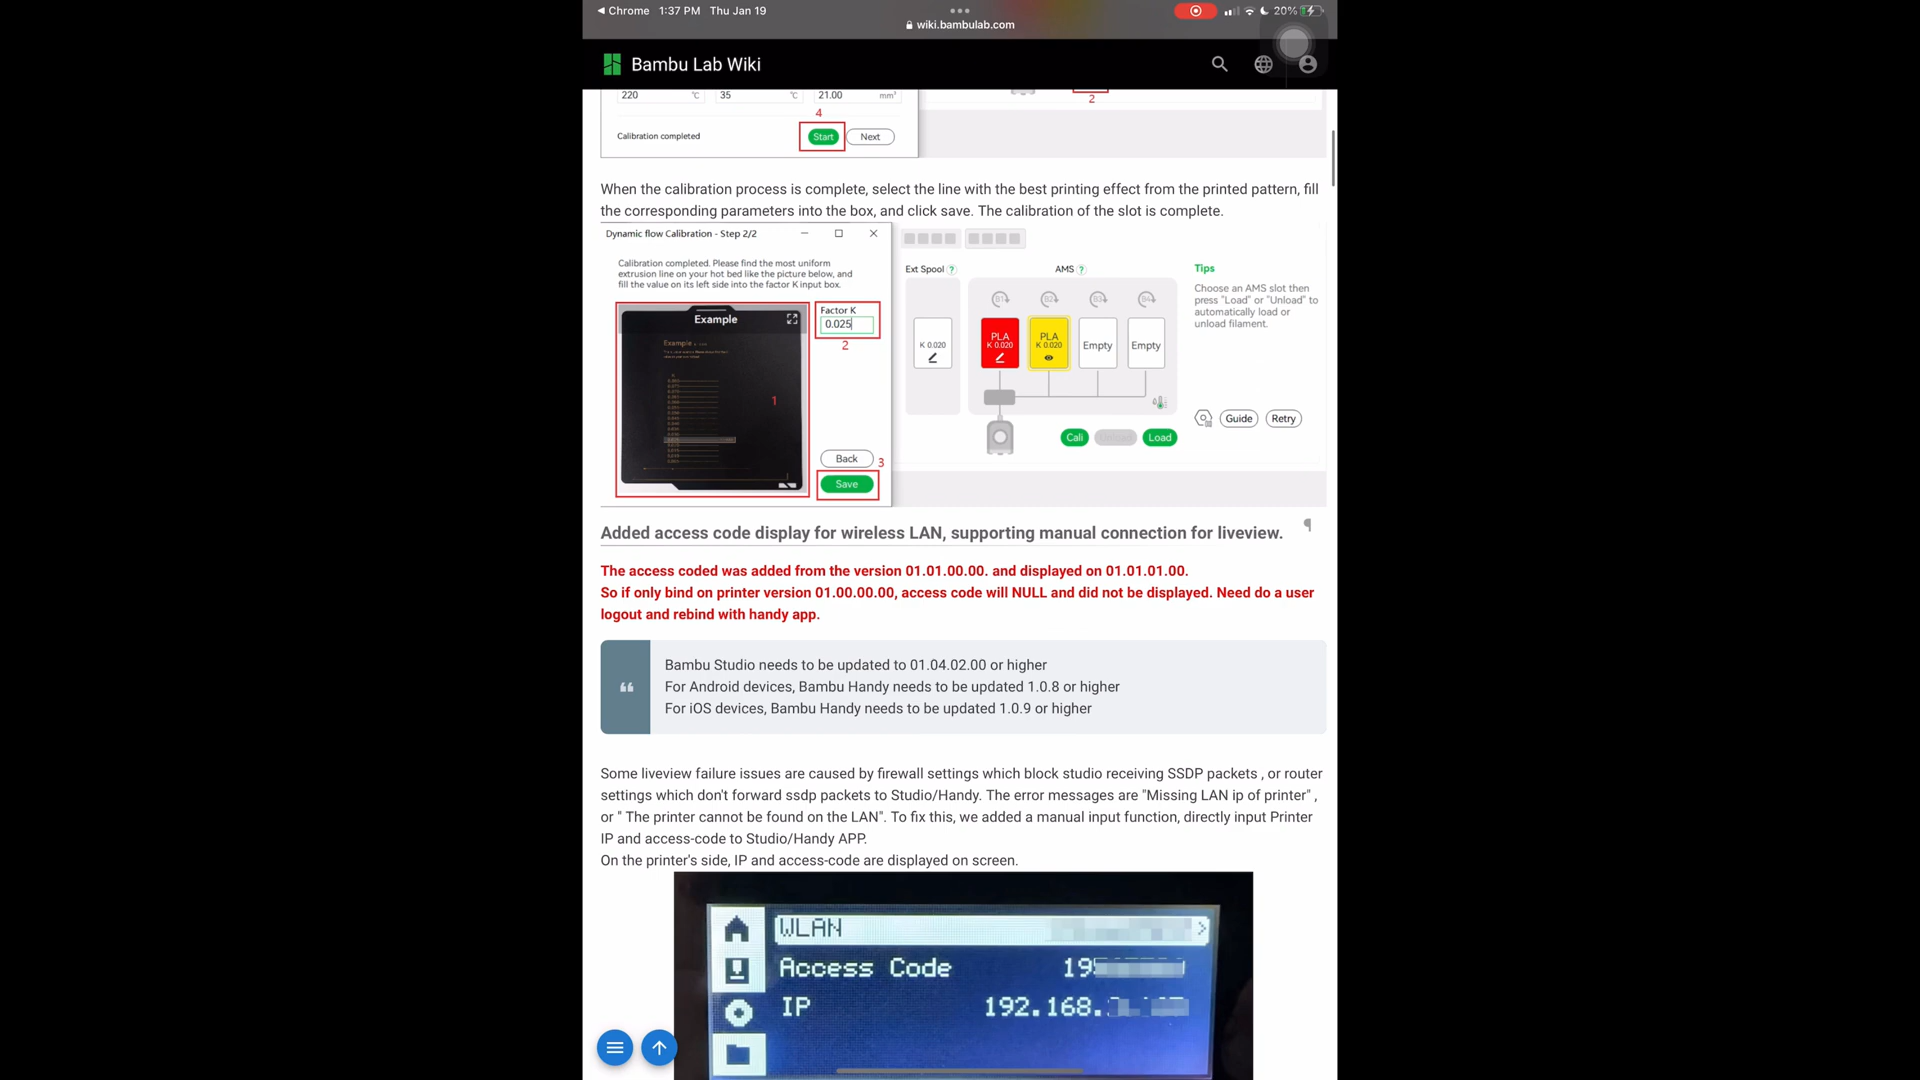 Chrome 1:37 PM Thu Jan 19
20%
wiki.bambulab.com
Bambu Lab Wiki
220 °C 35 °C 21.00 mm³
2
4
Calibration completed Start Next
When the calibration process is complete, select the line with the best printing effect from the printed pattern, fill
the corresponding parameters into the box, and click save. The calibration of the slot is complete.
Dynamic flow Calibration - Step 2/2
Calibration completed. Please find the most uniform
extrusion line on your hot bed like the picture below, and
fill the value on its left side into the factor K input box.
Example
Example
1
Factor K
0.025
2
Back
3
Save
Ext Spool ? AMS ?
B1 B2 B3 B4
K 0.020
PLA
K 0.020
PLA
K 0.020
Empty
Empty
Cali Load
Tips
Choose an AMS slot then
press "Load" or "Unload" to
automatically load or
unload filament.
Guide Retry
Added access code display for wireless LAN, supporting manual connection for liveview. ¶
The access coded was added from the version 01.01.00.00. and displayed on 01.01.01.00.
So if only bind on printer version 01.00.00.00, access code will NULL and did not be displayed. Need do a user
logout and rebind with handy app.
Bambu Studio needs to be updated to 01.04.02.00 or higher
For Android devices, Bambu Handy needs to be updated 1.0.8 or higher
For iOS devices, Bambu Handy needs to be updated 1.0.9 or higher
Some liveview failure issues are caused by firewall settings which block studio receiving SSDP packets , or router
settings which don't forward ssdp packets to Studio/Handy. The error messages are "Missing LAN ip of printer" ,
or " The printer cannot be found on the LAN". To fix this, we added a manual input function, directly input Printer
IP and access-code to Studio/Handy APP.
On the printer's side, IP and access-code are displayed on screen.
WLAN
Access Code 19
IP 192.168.